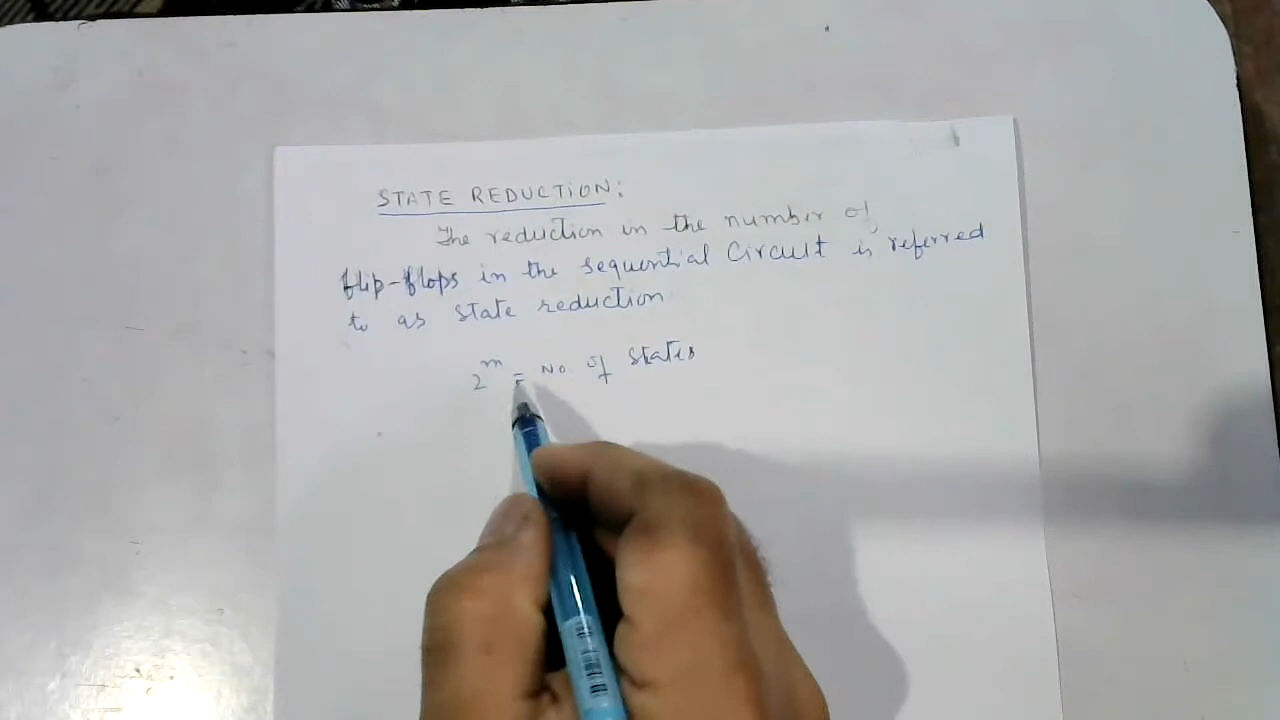 STATE REDUCTION:
The reduction in the number of
flip-flops in the sequential Circuit is referred
to as state reduction
2^m = No. of States